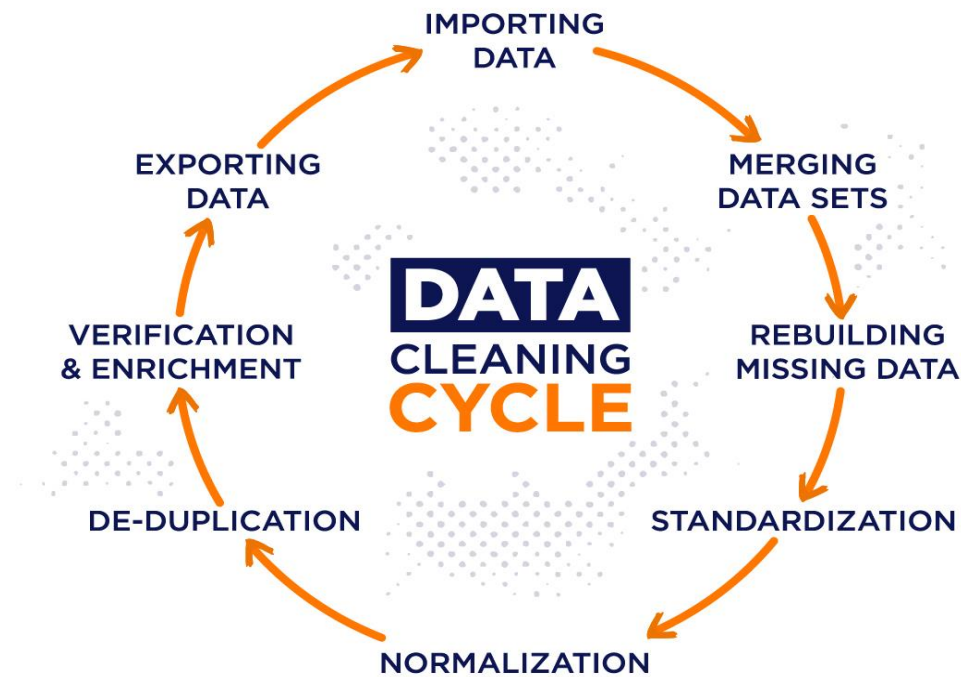 IMPORTING
DATA
MERGING
DATA SETS
REBUILDING
MISSING DATA
STANDARDIZATION
NORMALIZATION
DE-DUPLICATION
VERIFICATION
& ENRICHMENT
EXPORTING
DATA
DATA
CLEANING
CYCLE